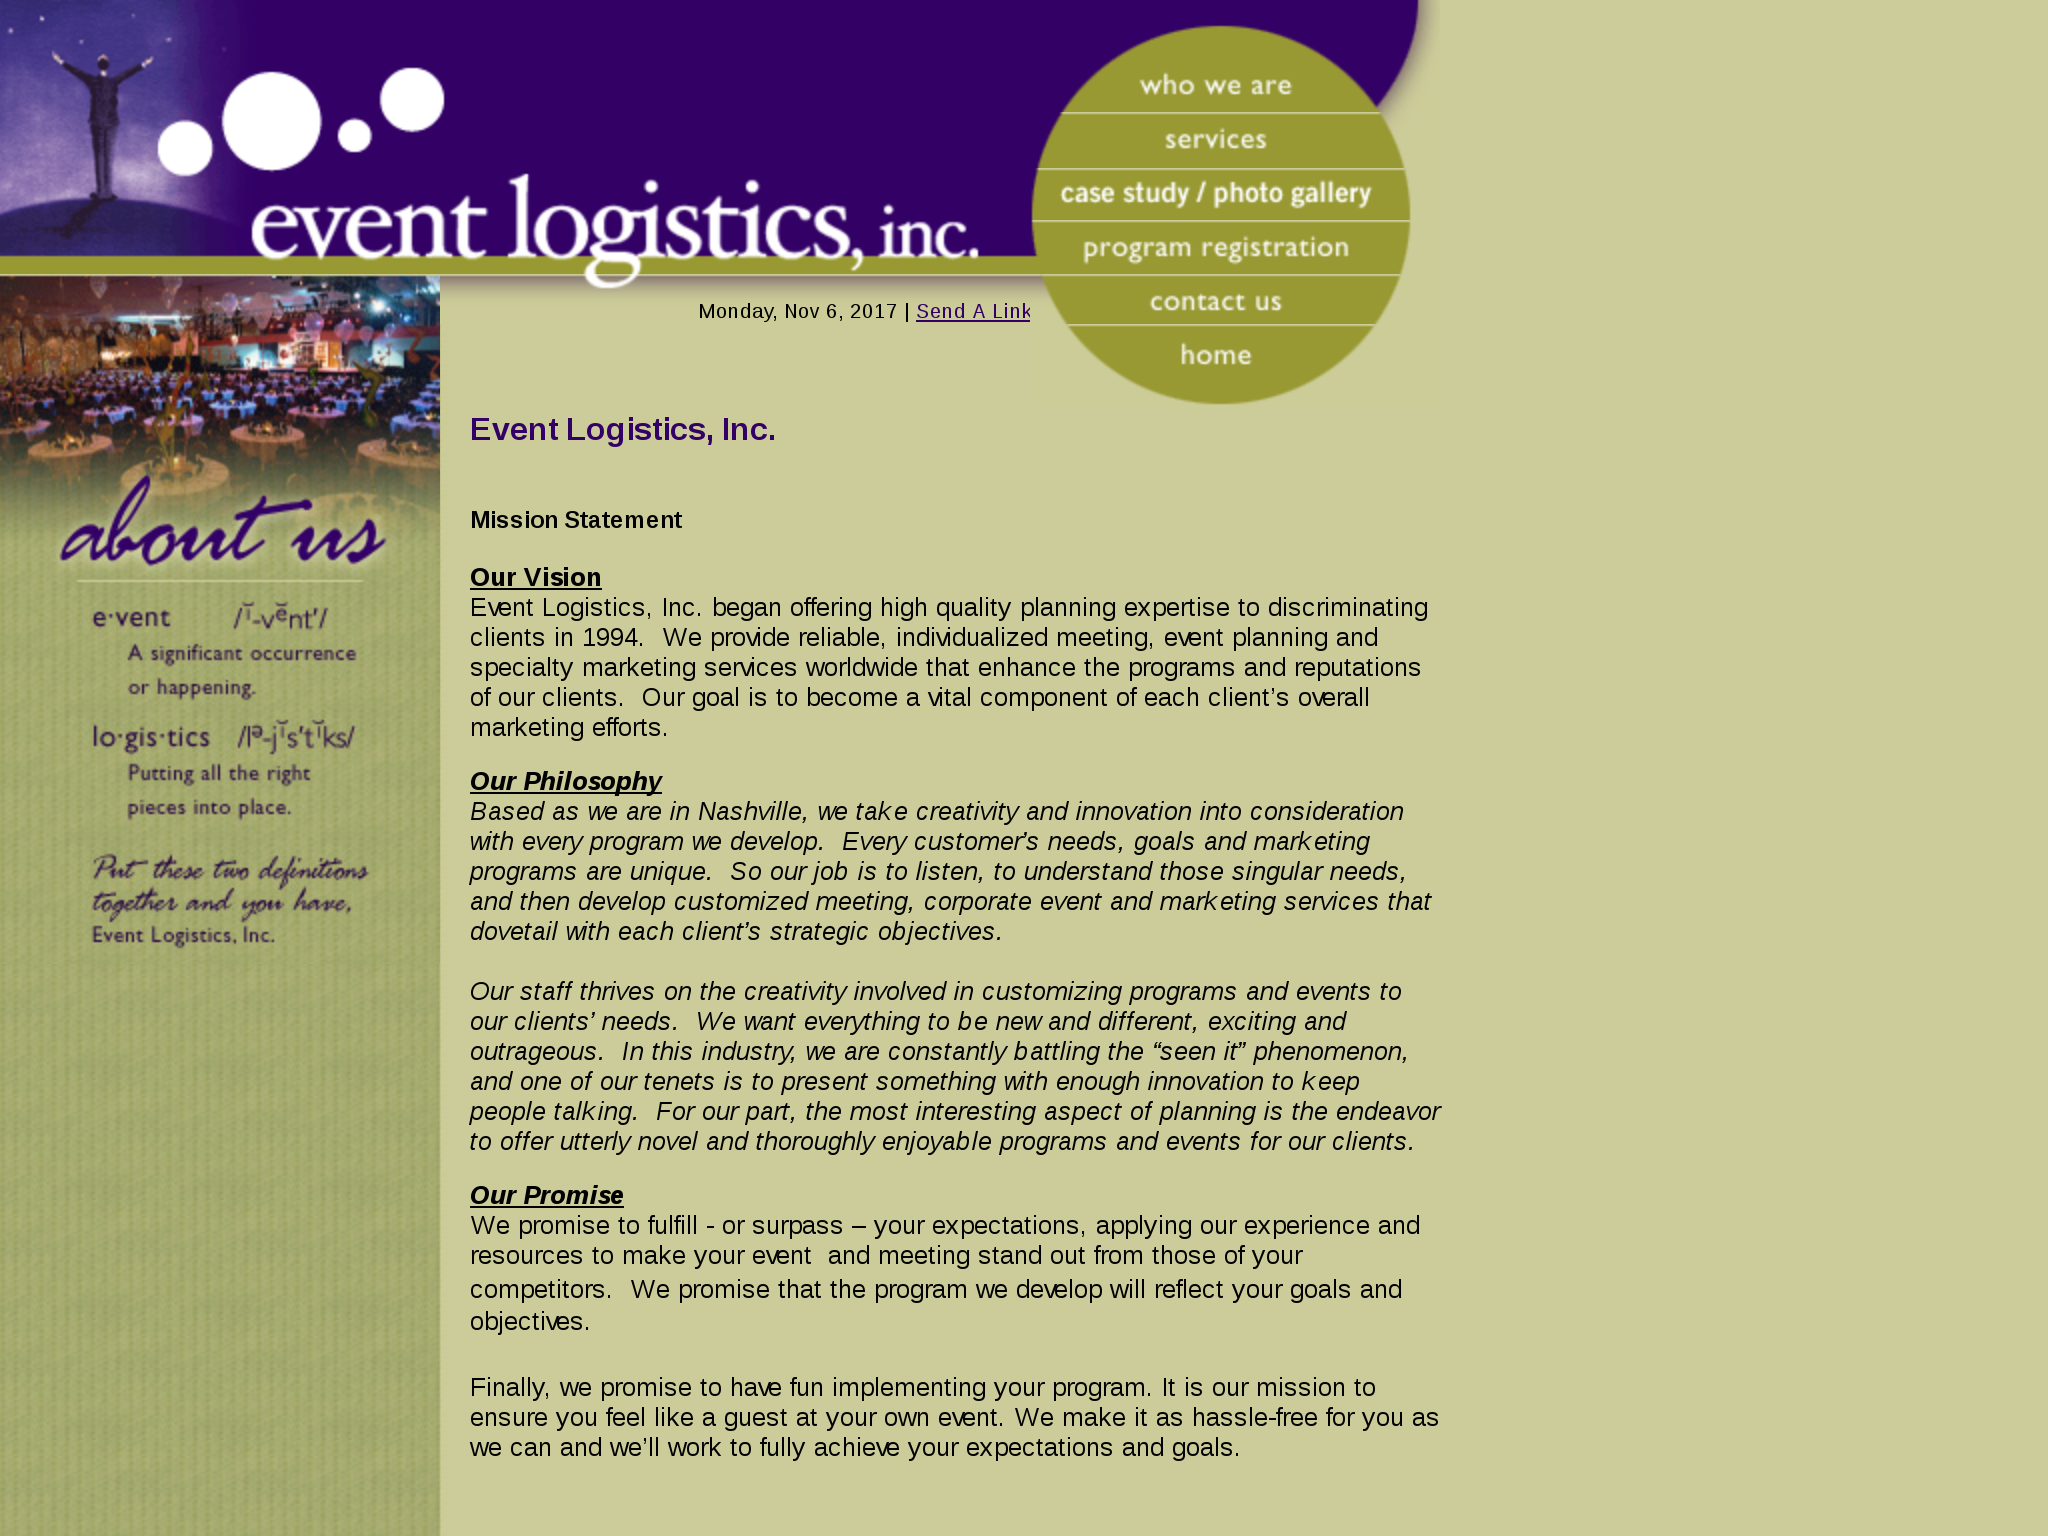 who we are
services
case study / photo gallery
program registration
contact us
home
event logistics, inc.
Monday, Nov 6, 2017 | Send A Link
about us
e·vent /ĭ-vĕnt'/
A significant occurrence
or happening.
lo·gis·tics /lə-jĭs'tĭks/
Putting all the right
pieces into place.
Put these two definitions
together and you have,
Event Logistics, Inc.
Event Logistics, Inc.
Mission Statement
Our Vision
Event Logistics, Inc. began offering high quality planning expertise to discriminating
clients in 1994.  We provide reliable, individualized meeting, event planning and
specialty marketing services worldwide that enhance the programs and reputations
of our clients.  Our goal is to become a vital component of each client’s overall
marketing efforts.
Our Philosophy
Based as we are in Nashville, we take creativity and innovation into consideration
with every program we develop.  Every customer’s needs, goals and marketing
programs are unique.  So our job is to listen, to understand those singular needs,
and then develop customized meeting, corporate event and marketing services that
dovetail with each client’s strategic objectives.
Our staff thrives on the creativity involved in customizing programs and events to
our clients’ needs.  We want everything to be new and different, exciting and
outrageous.  In this industry, we are constantly battling the “seen it” phenomenon,
and one of our tenets is to present something with enough innovation to keep
people talking.  For our part, the most interesting aspect of planning is the endeavor
to offer utterly novel and thoroughly enjoyable programs and events for our clients.
Our Promise
We promise to fulfill - or surpass – your expectations, applying our experience and
resources to make your event  and meeting stand out from those of your
competitors.  We promise that the program we develop will reflect your goals and
objectives.
Finally, we promise to have fun implementing your program. It is our mission to
ensure you feel like a guest at your own event. We make it as hassle-free for you as
we can and we’ll work to fully achieve your expectations and goals.